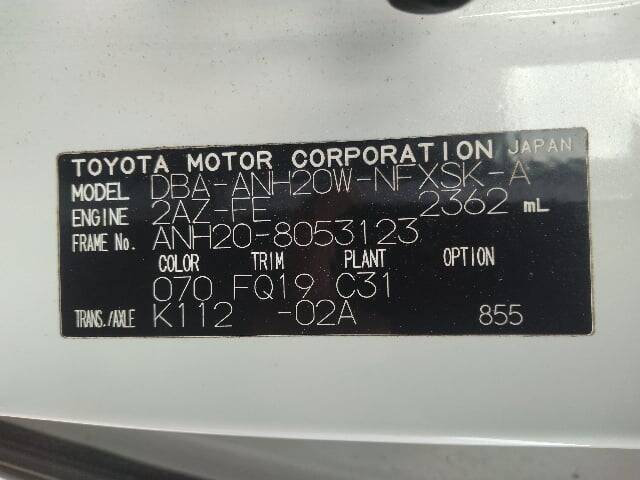 TOYOTA MOTOR CORPORATION JAPAN
MODEL DBA-ANH20W-NFXSK-A
ENGINE 2AZ-FE 2362 mL
FRAME No. ANH20-8053123
COLOR TRIM PLANT OPTION
070 FQ19 C31
TRANS./AXLE K112 -02A 855